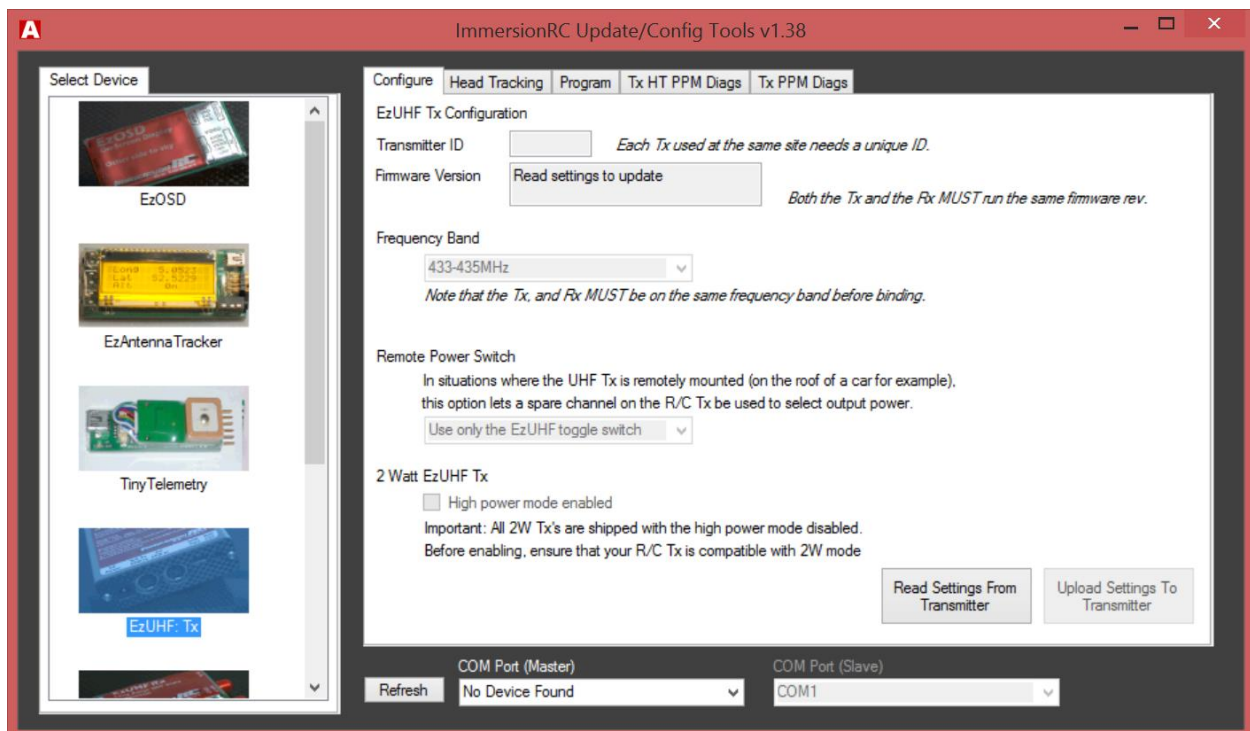 ImmersionRC Update/Config Tools v1.38
Select Device
EzOSD
EzAntennaTracker
TinyTelemetry
EzUHF: Tx
Configure Head Tracking Program Tx HT PPM Diags Tx PPM Diags
EzUHF Tx Configuration
Transmitter ID Each Tx used at the same site needs a unique ID.
Firmware Version Read settings to update
Both the Tx and the Rx MUST run the same firmware rev.
Frequency Band
433-435MHz
Note that the Tx, and Rx MUST be on the same frequency band before binding.
Remote Power Switch
In situations where the UHF Tx is remotely mounted (on the roof of a car for example),
this option lets a spare channel on the R/C Tx be used to select output power.
Use only the EzUHF toggle switch
2 Watt EzUHF Tx
High power mode enabled
Important: All 2W Tx's are shipped with the high power mode disabled.
Before enabling, ensure that your R/C Tx is compatible with 2W mode
Read Settings From
Transmitter
Upload Settings To
Transmitter
COM Port (Master) COM Port (Slave)
Refresh No Device Found COM1